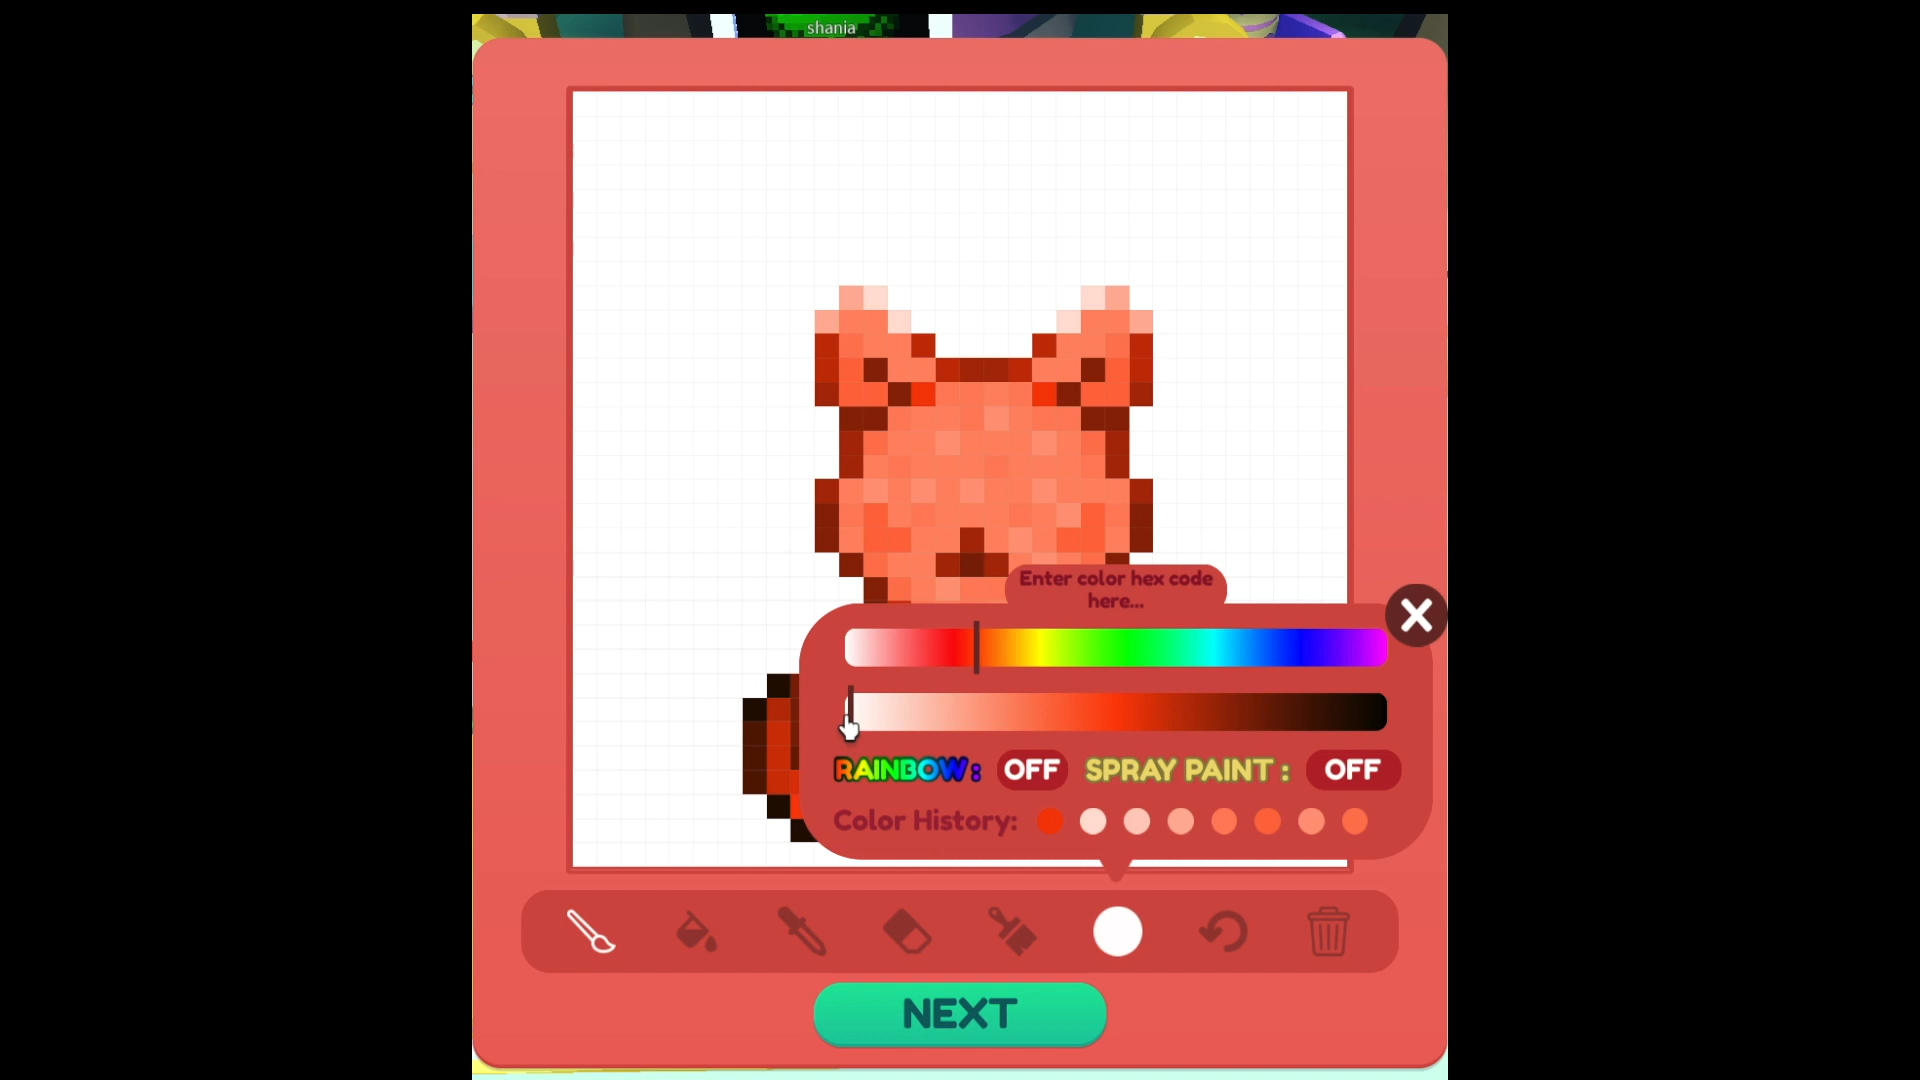 shania
Enter color hex code
here...
RAINBOW: OFF SPRAY PAINT: OFF
Color History:
NEXT